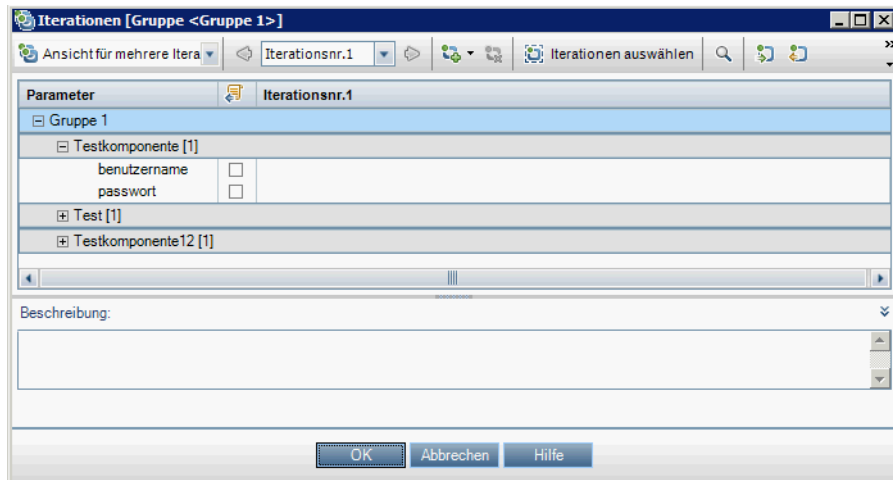 Iterationen [Gruppe <Gruppe 1>]
Ansicht für mehrere Itera Iterationsnr.1 Iterationen auswählen
Parameter Iterationsnr.1
Gruppe 1
Testkomponente [1]
benutzername
passwort
Test [1]
Testkomponente12 [1]
Beschreibung:
OK Abbrechen Hilfe